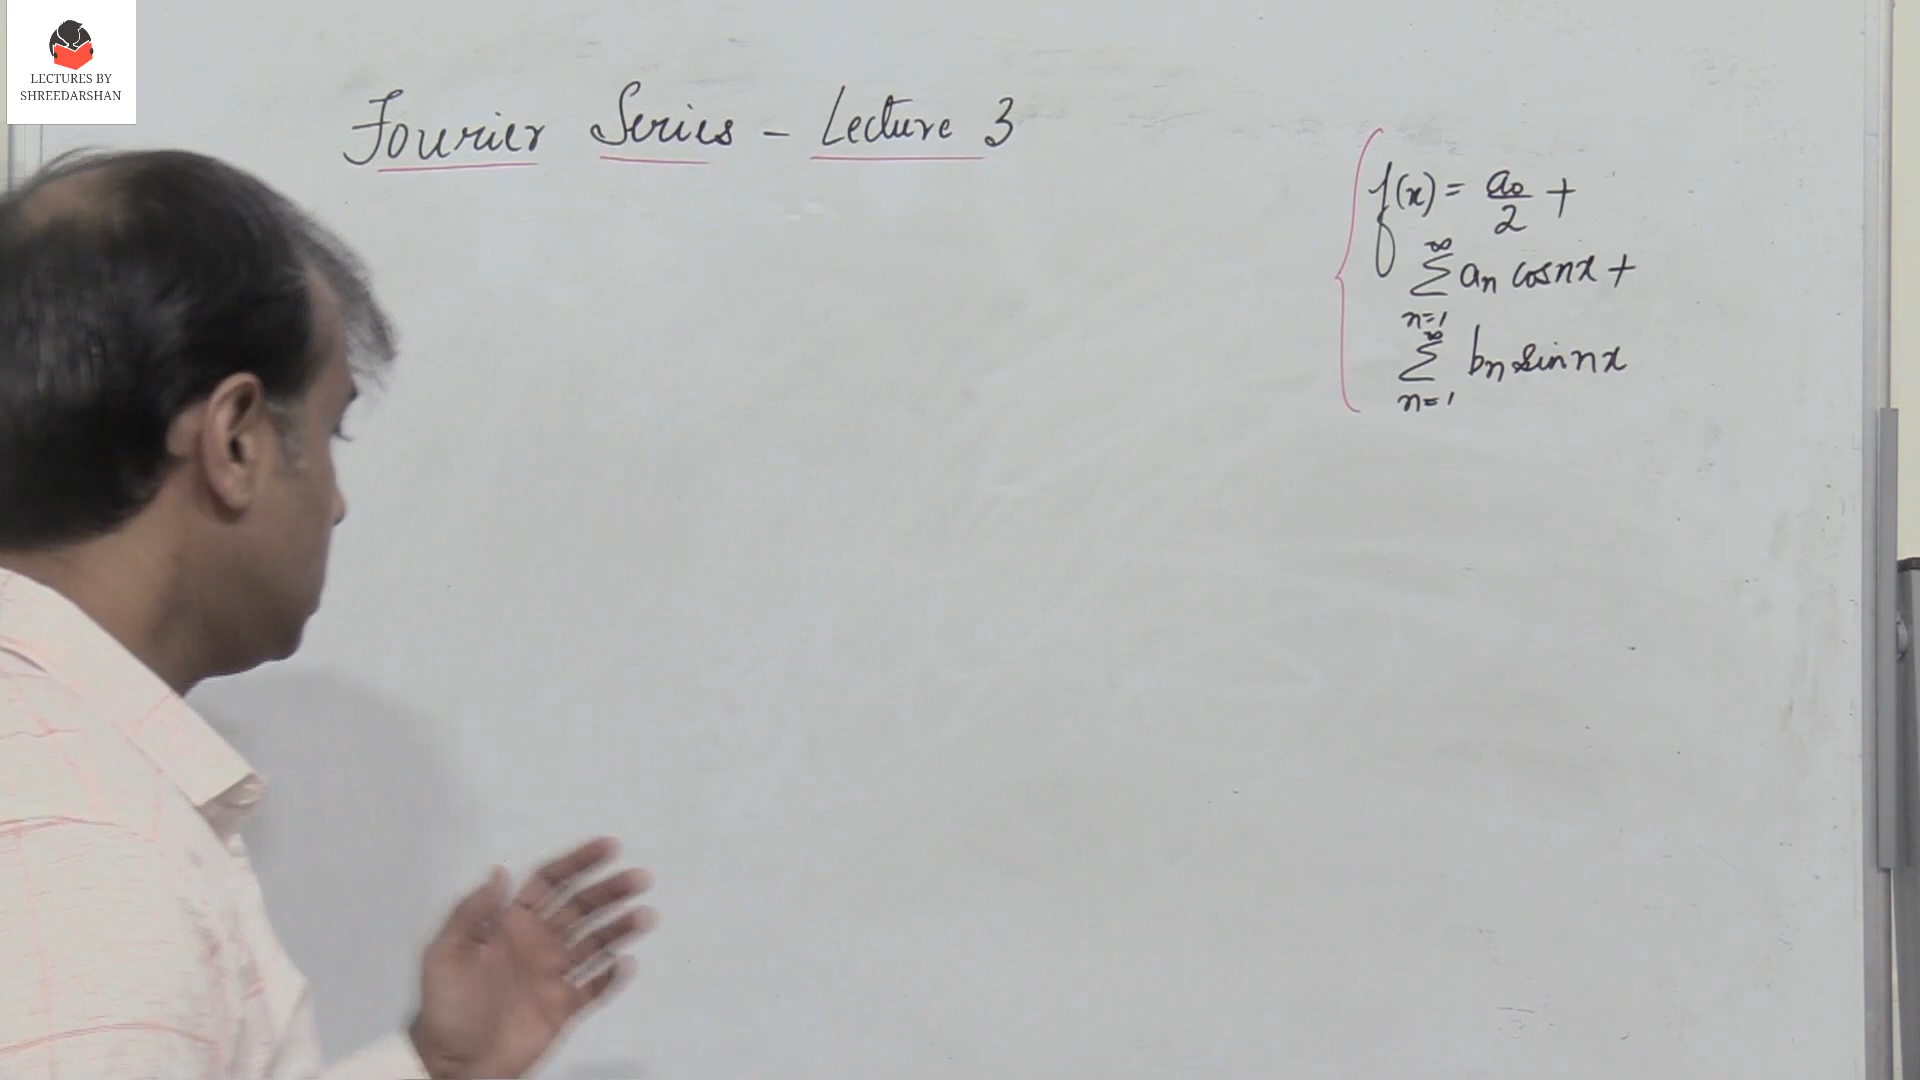 LECTURES BY
SHREEDARSHAN
Fourier Series - Lecture 3
f(x) = a₀/2 +
∞
∑ aₙ cosnx +
n=1
∞
∑ bₙ sinnx
n=1